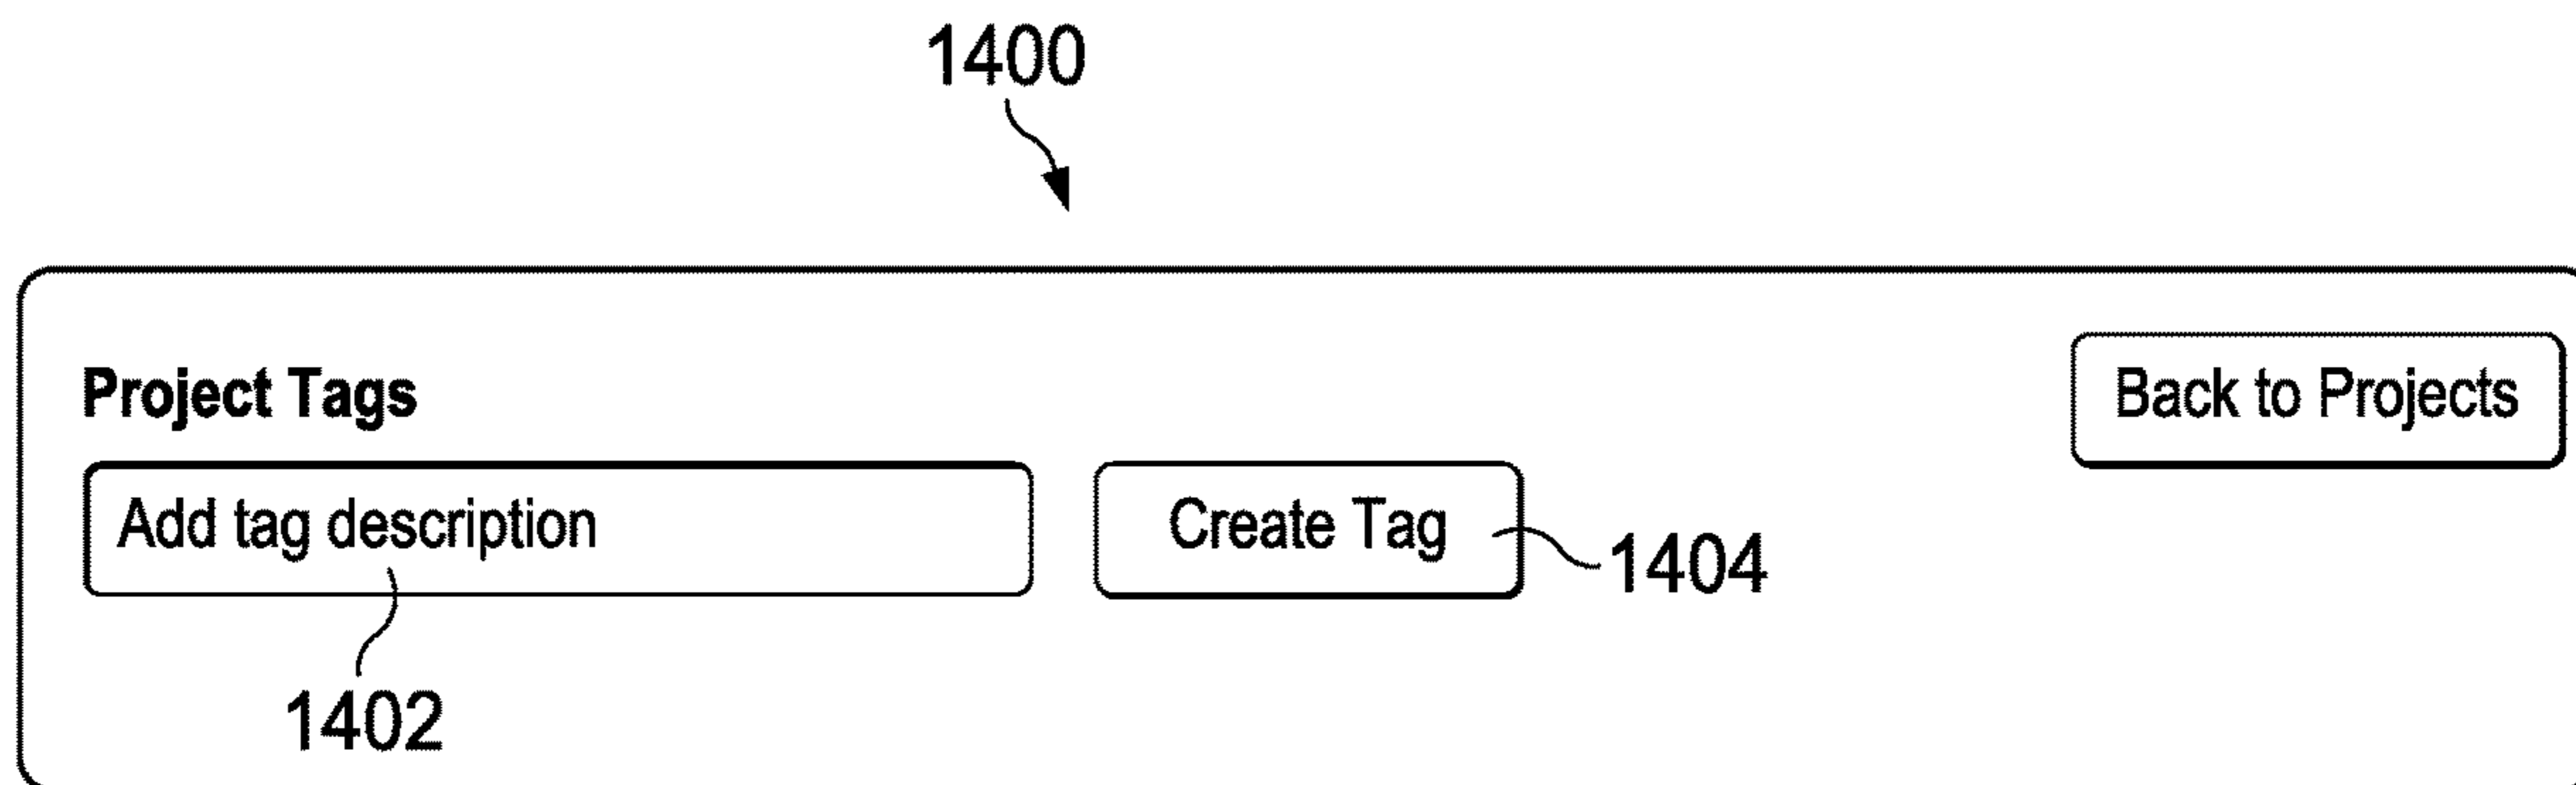 1400
Project Tags
Back to Projects
Add tag description
Create Tag
1404
1402